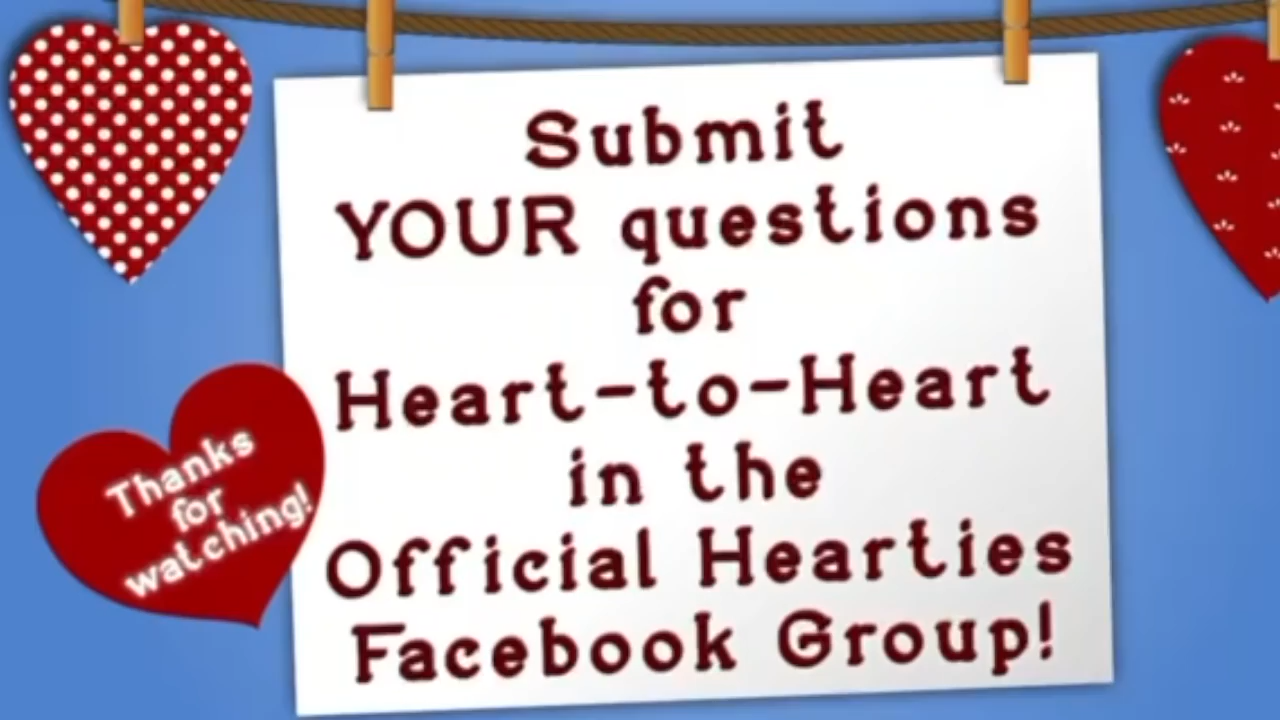 Submit
YOUR questions
for
Heart-to-Heart
in the
Official Hearties
Facebook Group!
Thanks
for
watching!